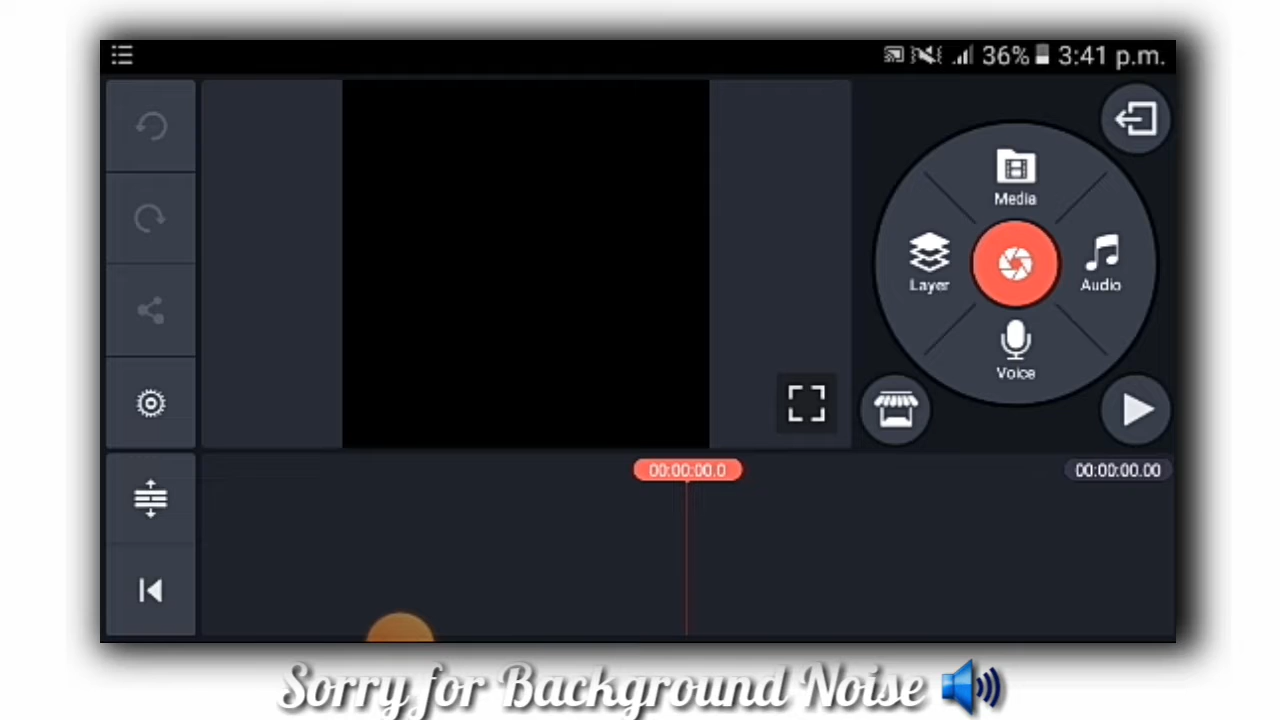 36% 3:41 p.m.
Media
Layer
Audio
Voice
00:00:00.0
00:00:00.00
Sorry for Background Noise 🔊